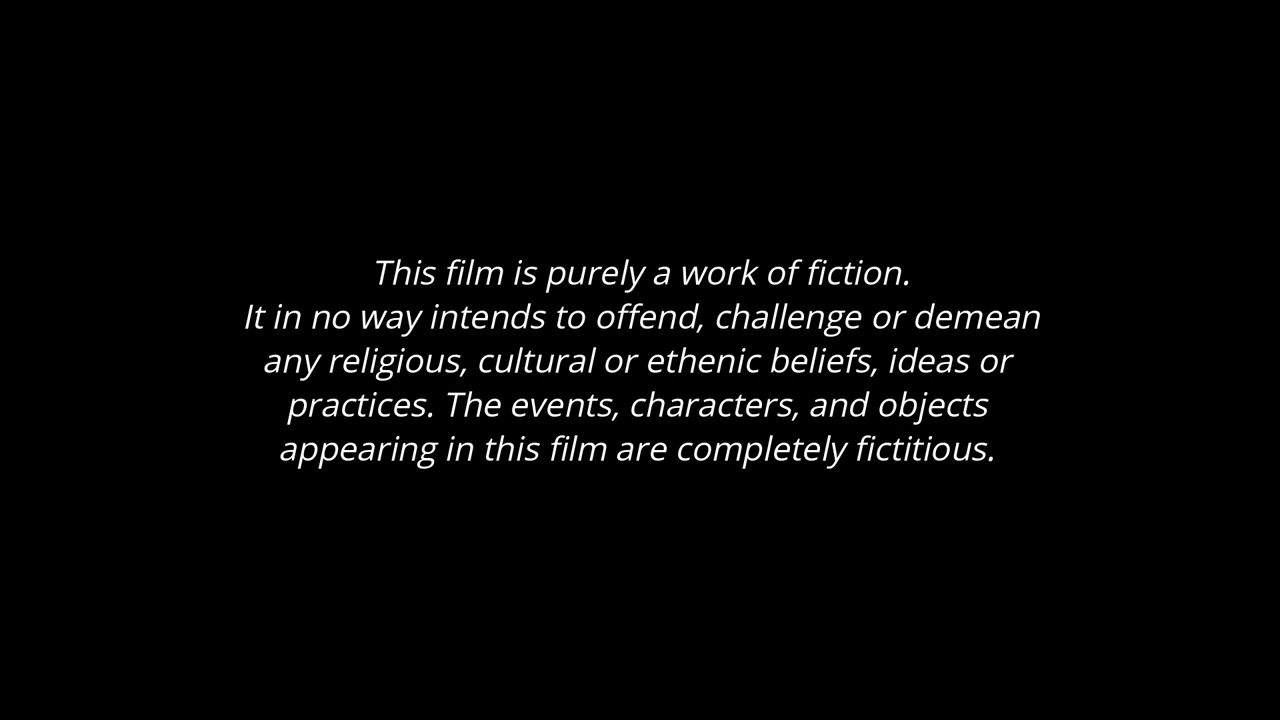 This film is purely a work of fiction.
It in no way intends to offend, challenge or demean
any religious, cultural or ethenic beliefs, ideas or
practices. The events, characters, and objects
appearing in this film are completely fictitious.